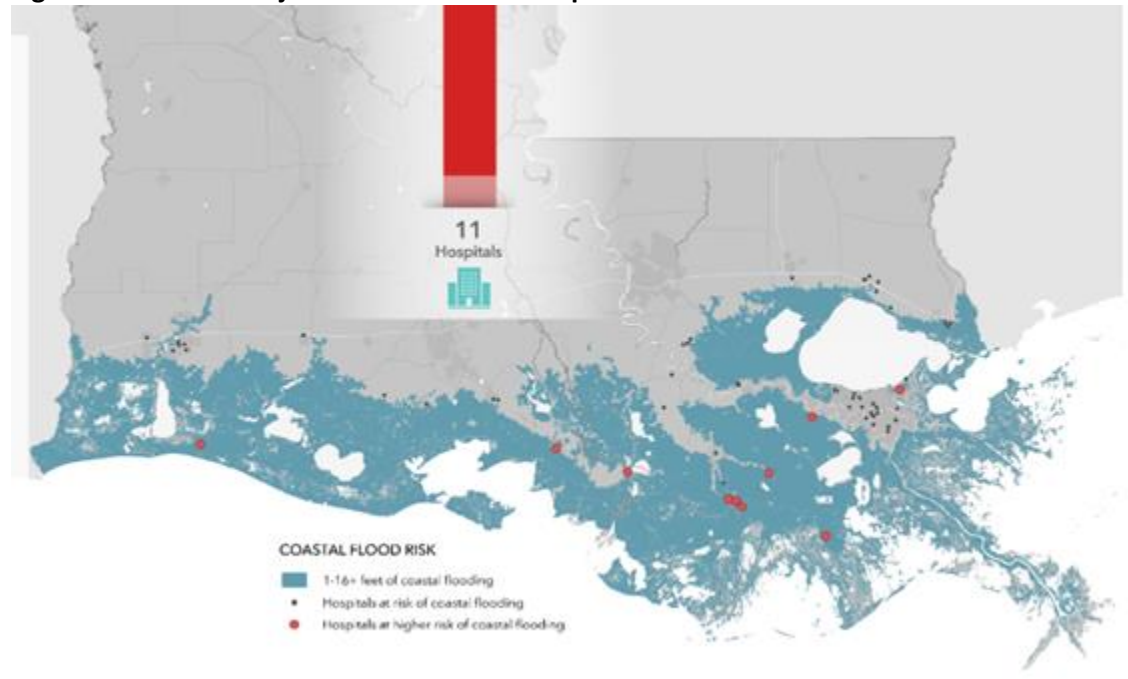 11
Hospitals
COASTAL FLOOD RISK
1-16+ feet of coastal flooding
Hospitals at risk of coastal flooding
Hospitals at higher risk of coastal flooding